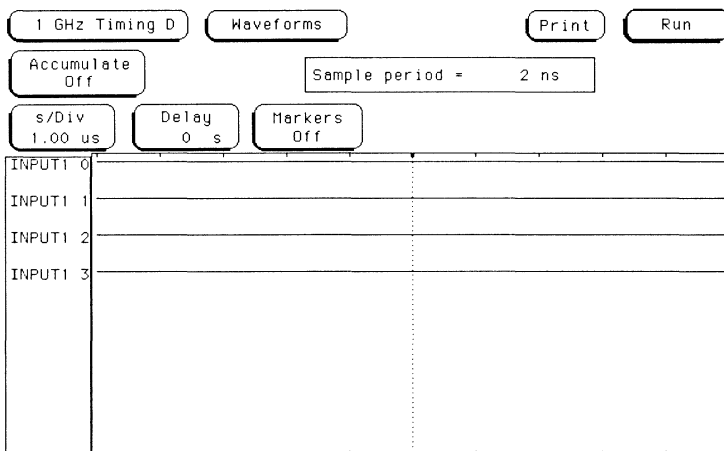 1 GHz Timing D Waveforms Print Run
Accumulate
Off
Sample period = 2 ns
s/Div
1.00 us
Delay
0 s
Markers
Off
INPUT1 0
INPUT1 1
INPUT1 2
INPUT1 3